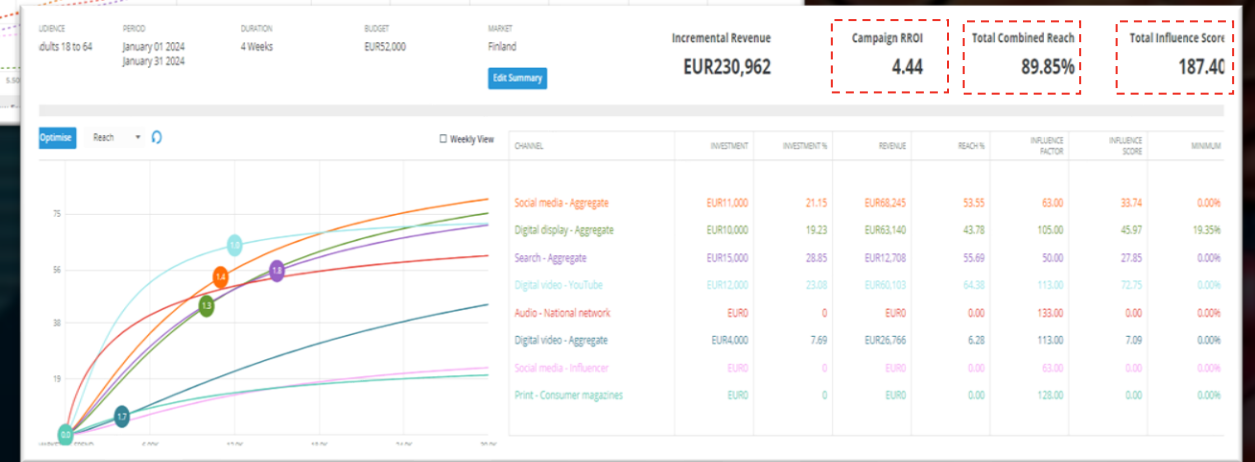 UDIENCE PERIOD DURATION BUDGET MARKET
dults 18 to 64 January 01 2024 4 Weeks EUR52,000 Finland
January 31 2024
Edit Summary
Incremental Revenue Campaign RROI Total Combined Reach Total Influence Score
EUR230,962 4.44 89.85% 187.40
Optimise Reach Weekly View
CHANNEL INVESTMENT INVESTMENT % REVENUE REACH % INFLUENCE FACTOR INFLUENCE SCORE MINIMUM
Social media - Aggregate EUR11,000 21.15 EUR68,245 53.55 63.00 33.74 0.00%
Digital display - Aggregate EUR10,000 19.23 EUR63,140 43.78 105.00 45.97 19.35%
Search - Aggregate EUR15,000 28.85 EUR12,708 55.69 50.00 27.85 0.00%
Digital video - YouTube EUR12,000 23.08 EUR60,103 64.38 113.00 72.75 0.00%
Audio - National network EUR0 0 EUR0 0.00 133.00 0.00 0.00%
Digital video - Aggregate EUR4,000 7.69 EUR26,766 6.28 113.00 7.09 0.00%
Social media - Influencer EUR0 0 EUR0 0.00 63.00 0.00 0.00%
Print - Consumer magazines EUR0 0 EUR0 0.00 128.00 0.00 0.00%
75
56
38
19
1.0
1.4
1.8
1.3
1.7
0.0